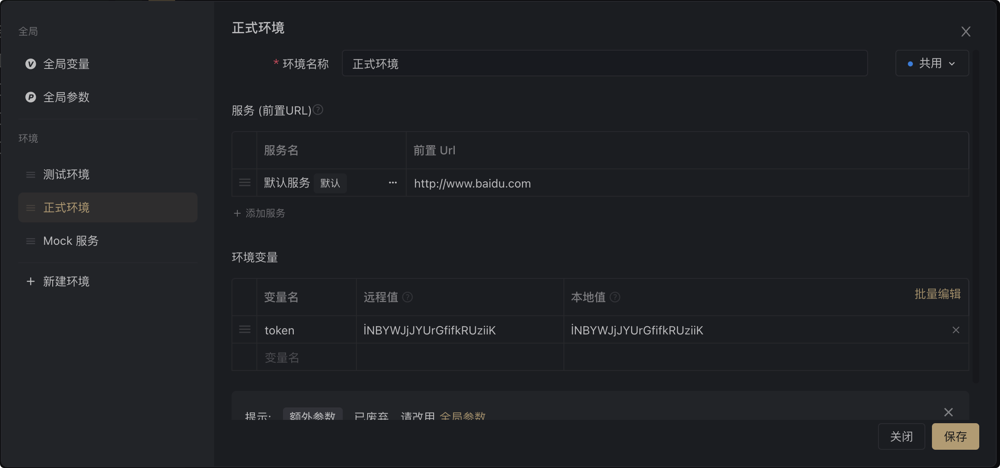 全局
全局变量
全局参数
环境
测试环境
正式环境
Mock 服务
新建环境
正式环境
* 环境名称 正式环境 共用
服务 (前置URL)
服务名 前置 Url
默认服务 默认 ··· http://www.baidu.com
+ 添加服务
环境变量
变量名 远程值 本地值 批量编辑
token iNBYWJjJYUrGfifkRUziiK iNBYWJjJYUrGfifkRUziiK
变量名
提示: 额外参数 已废弃 请改用 全局参数
关闭 保存